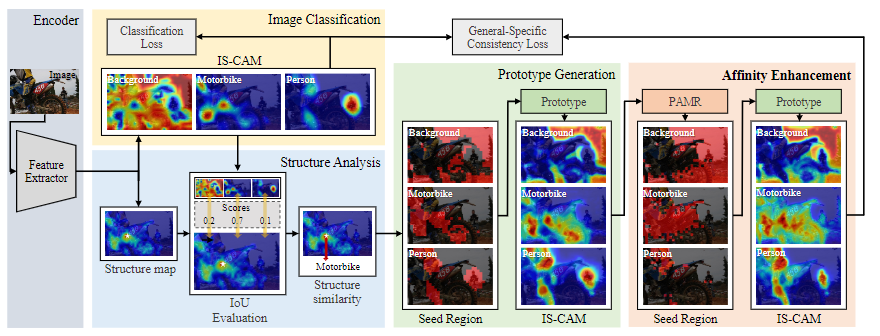 Encoder
Image
Feature
Extractor
Image Classification
Classification
Loss
IS-CAM
Background
Motorbike
Person
General-Specific
Consistency Loss
Structure Analysis
Scores
0.2
0.7
0.1
Structure map
IoU
Evaluation
Motorbike
Structure
similarity
Prototype Generation
Prototype
Background
Motorbike
Person
Seed Region
Background
Motorbike
Person
IS-CAM
Affinity Enhancement
PAMR
Prototype
Background
Motorbike
Person
Seed Region
Background
Motorbike
Person
IS-CAM